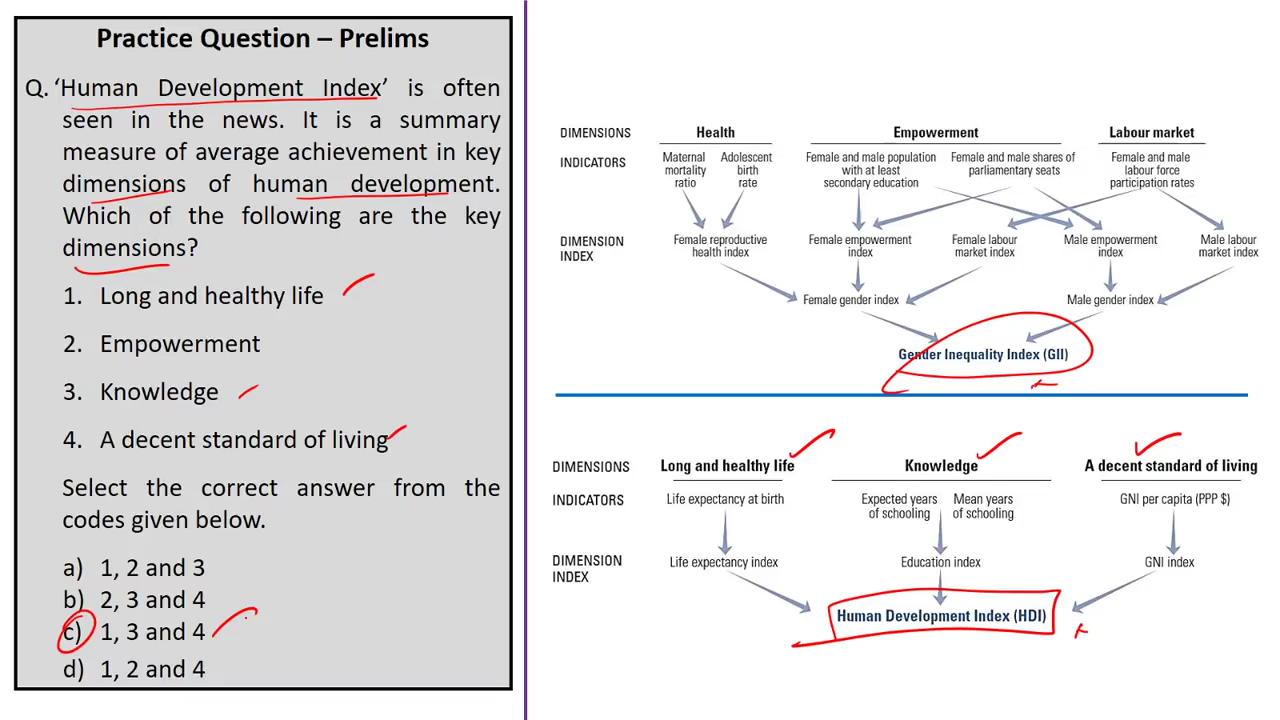 Practice Question – Prelims
Q. ‘Human Development Index’ is often
seen in the news. It is a summary
measure of average achievement in key
dimensions of human development.
Which of the following are the key
dimensions?
1. Long and healthy life
2. Empowerment
3. Knowledge
4. A decent standard of living
Select the correct answer from the
codes given below.
a) 1, 2 and 3
b) 2, 3 and 4
c) 1, 3 and 4
d) 1, 2 and 4
DIMENSIONS Health Empowerment Labour market
INDICATORS Maternal Adolescent Female and male population Female and male shares of Female and male
mortality birth with at least parliamentary seats labour force
ratio rate secondary education participation rates
DIMENSION Female reproductive Female empowerment Female labour Male empowerment Male labour
INDEX health index index market index index market index
Female gender index Male gender index
Gender Inequality Index (GII)
DIMENSIONS Long and healthy life Knowledge A decent standard of living
INDICATORS Life expectancy at birth Expected years Mean years GNI per capita (PPP $)
of schooling of schooling
DIMENSION Life expectancy index Education index GNI index
INDEX
Human Development Index (HDI)